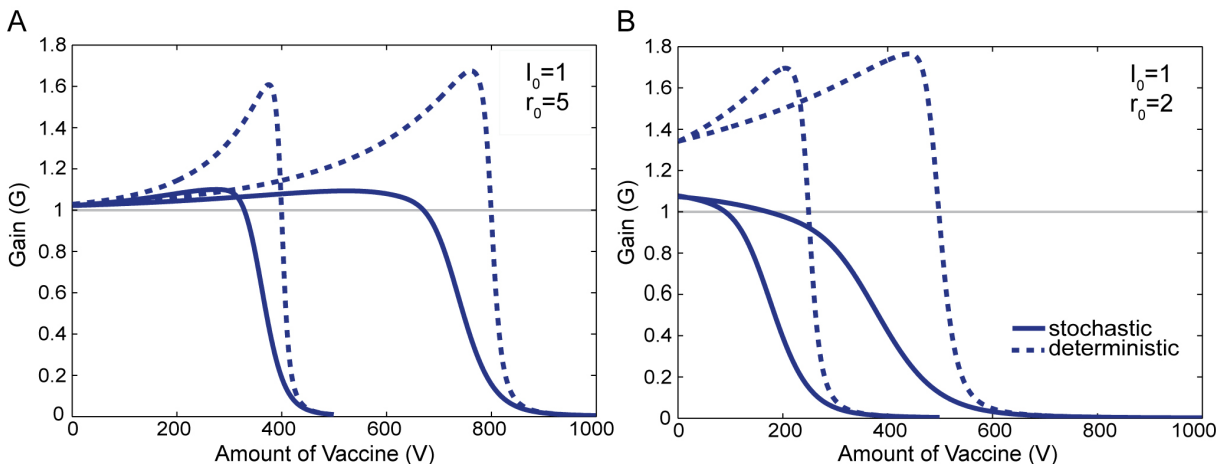 A
I₀=1
r₀=5
Gain (G)
1.8
1.6
1.4
1.2
1
0.8
0.6
0.4
0.2
0
0 200 400 600 800 1000
Amount of Vaccine (V)
B
I₀=1
r₀=2
Gain (G)
1.8
1.6
1.4
1.2
1
0.8
0.6
0.4
0.2
0
stochastic
deterministic
0 200 400 600 800 1000
Amount of Vaccine (V)